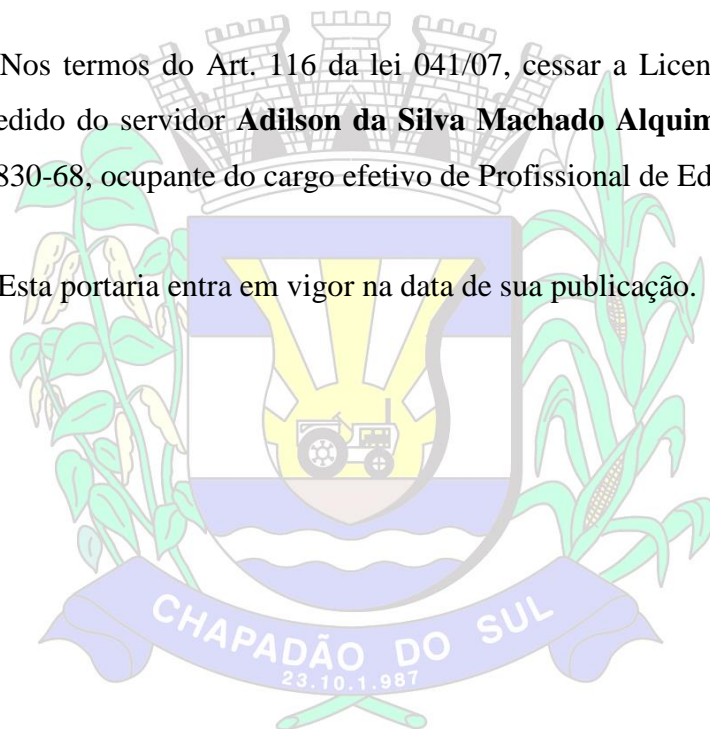 Nos termos do Art. 116 da lei 041/07, cessar a Licen
edido do servidor Adilson da Silva Machado Alquim
830-68, ocupante do cargo efetivo de Profissional de Ed
Esta portaria entra em vigor na data de sua publicação.
CHAPADÃO DO SUL
23.10.1.987